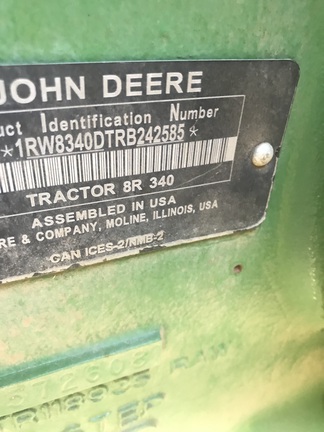 JOHN DEERE
Product Identification Number
*1RW8340DTRB242585*
TRACTOR 8R 340
ASSEMBLED IN USA
RE & COMPANY, MOLINE, ILLINOIS, USA
CAN ICES-2/NMB-2